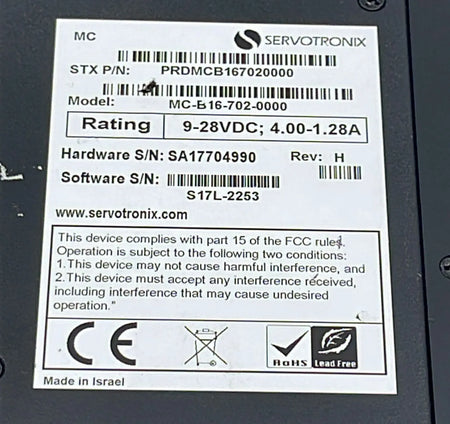 MC
SERVOTRONIX
STX P/N: PRDMCB167020000
Model: MC-B16-702-0000
Rating 9-28VDC; 4.00-1.28A
Hardware S/N: SA17704990 Rev: H
Software S/N:
S17L-2253
www.servotronix.com
This device complies with part 15 of the FCC rules.
Operation is subject to the following two conditions:
1.This device may not cause harmful interference, and
2.This device must accept any interference received,
including interference that may cause undesired
operation."
CE
RoHS Lead Free
Made in Israel